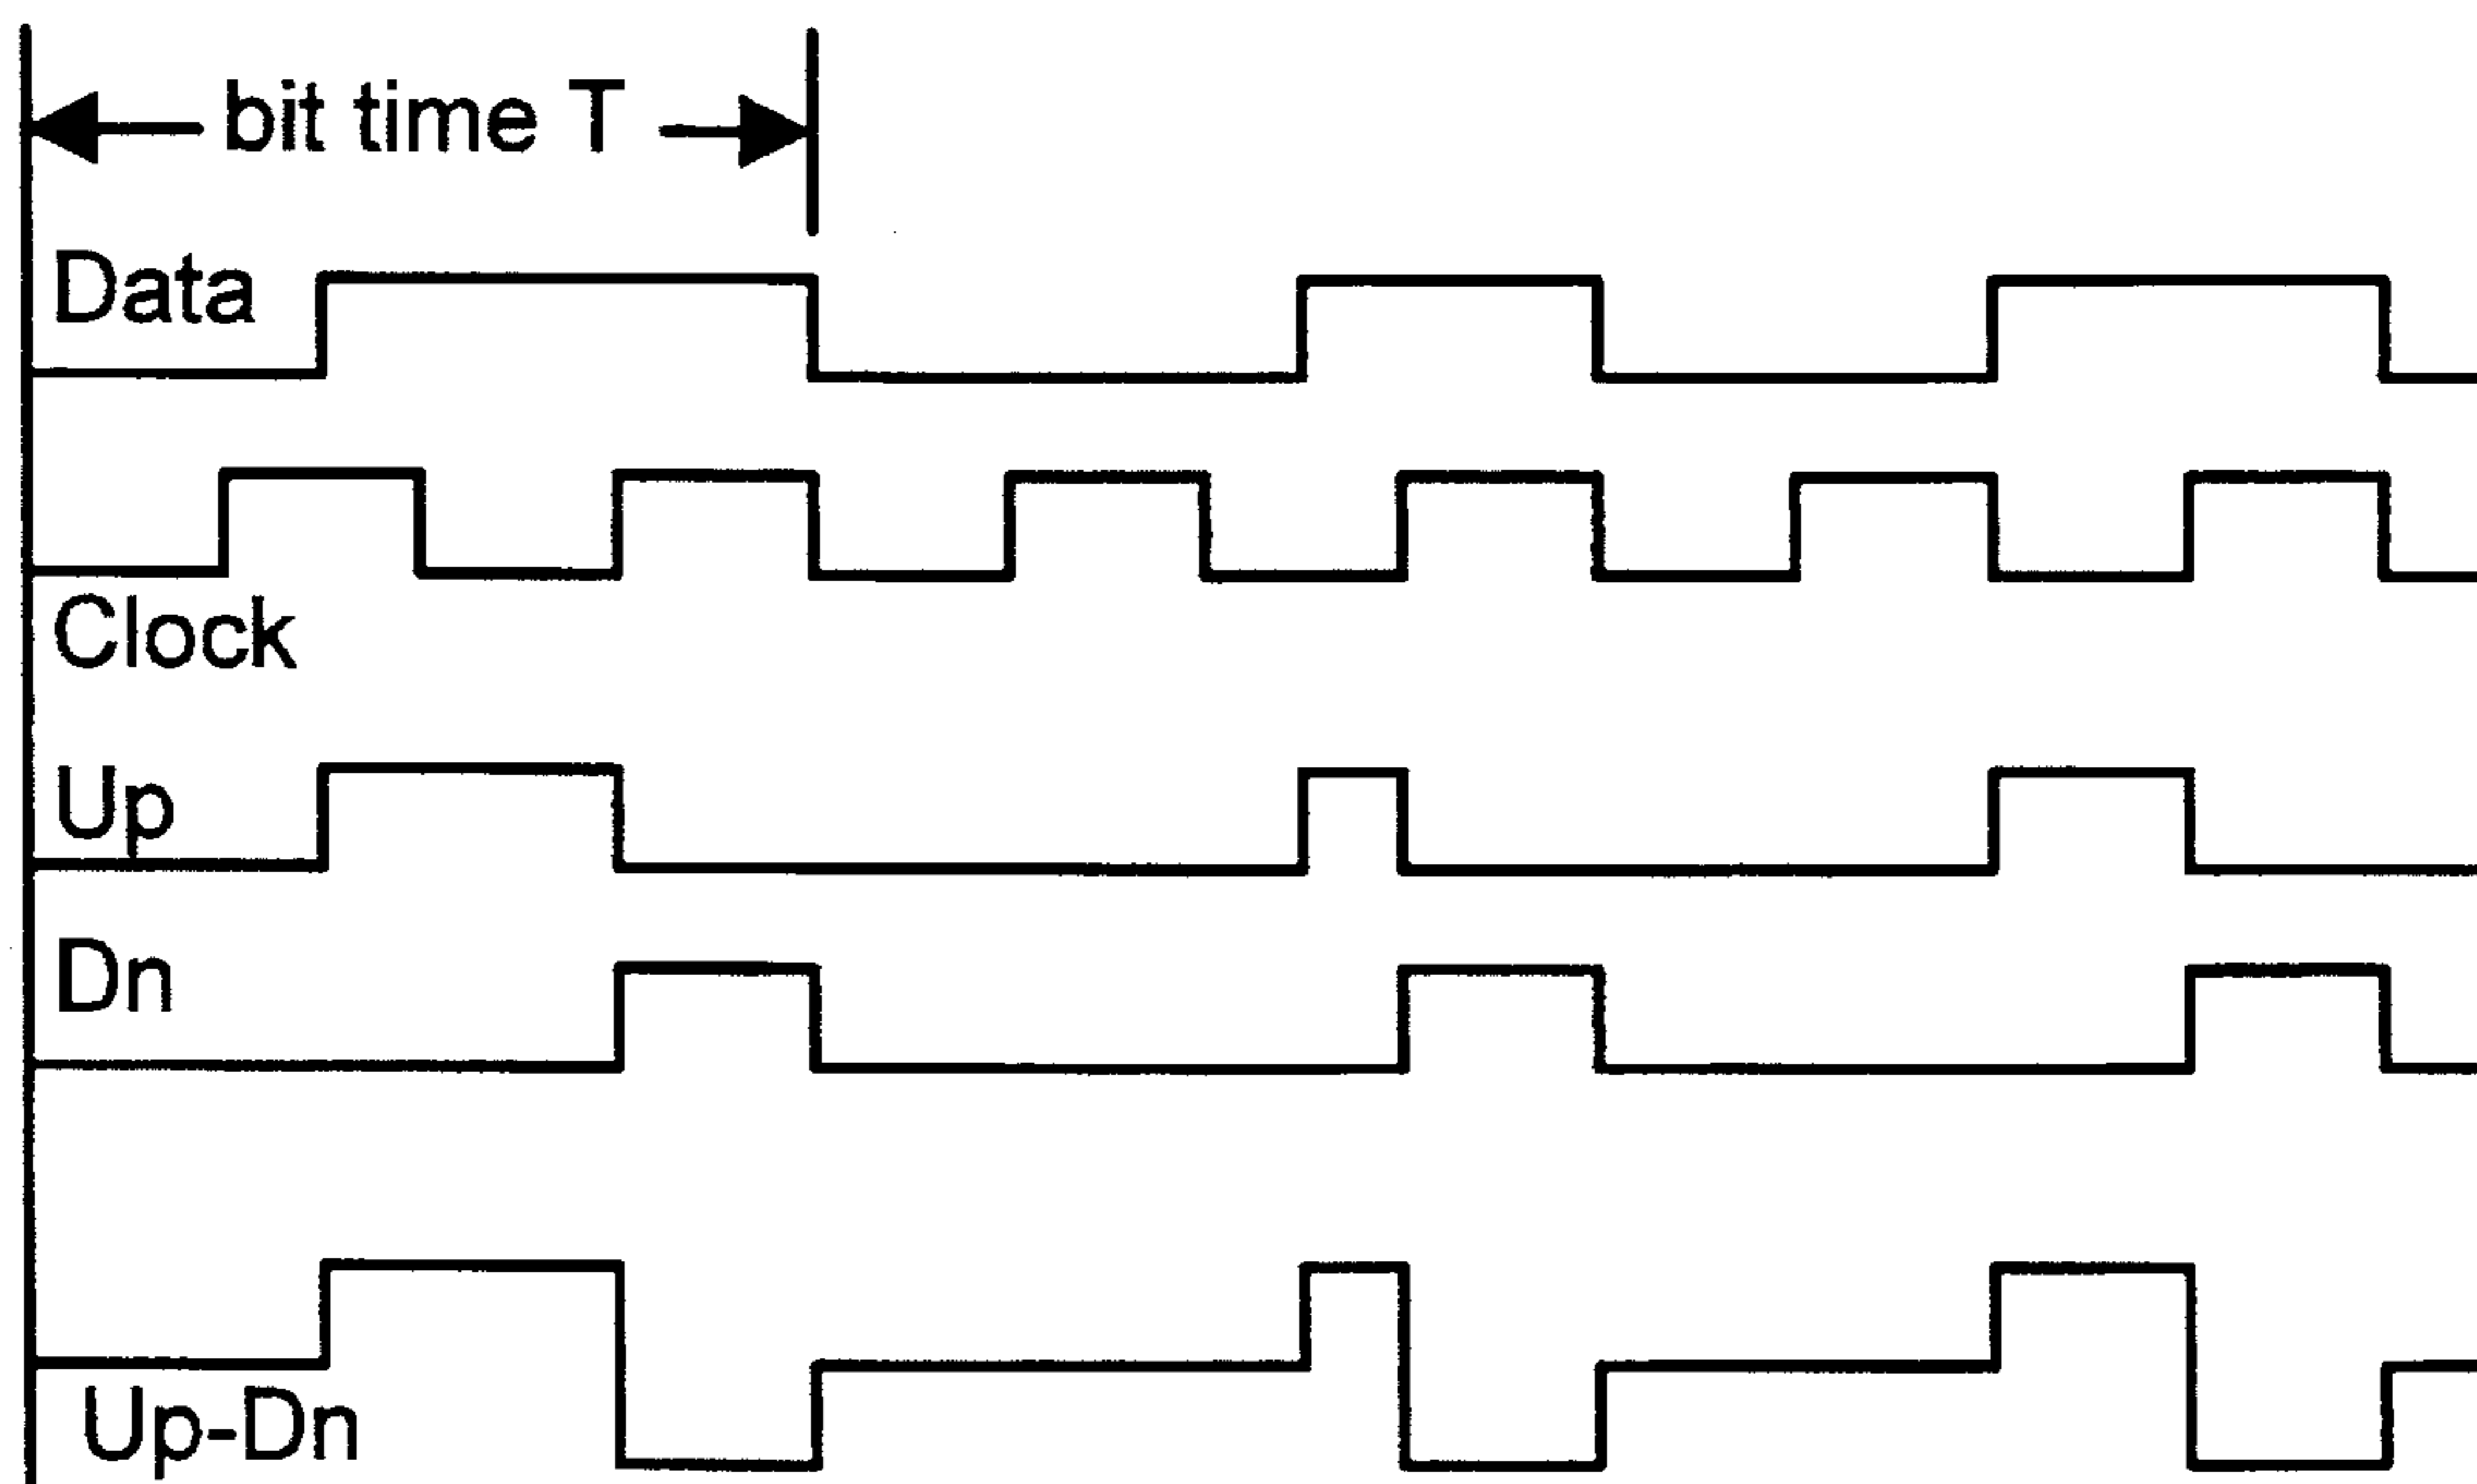 bit time T
Data
Clock
Up
Dn
Up-Dn